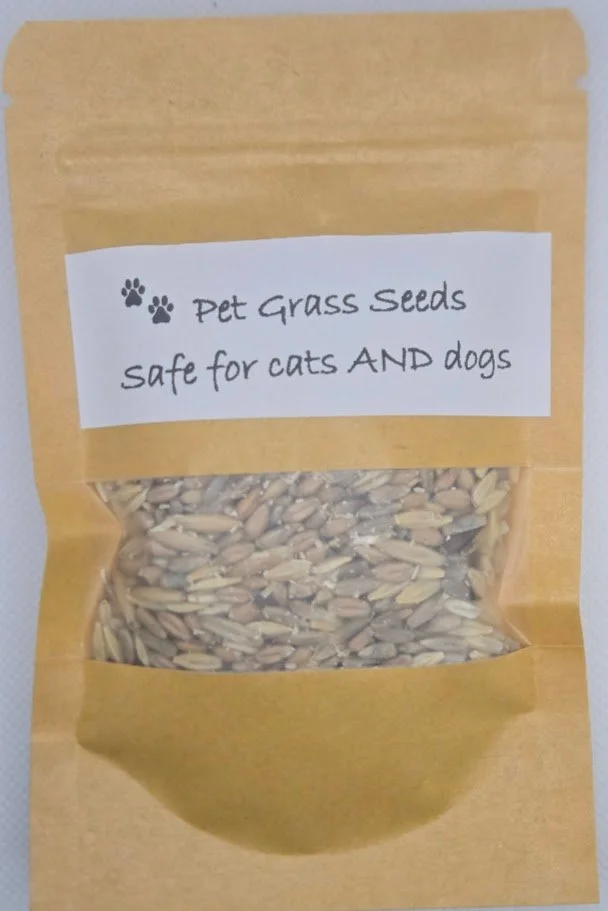 Pet Grass Seeds
Safe for cats AND dogs